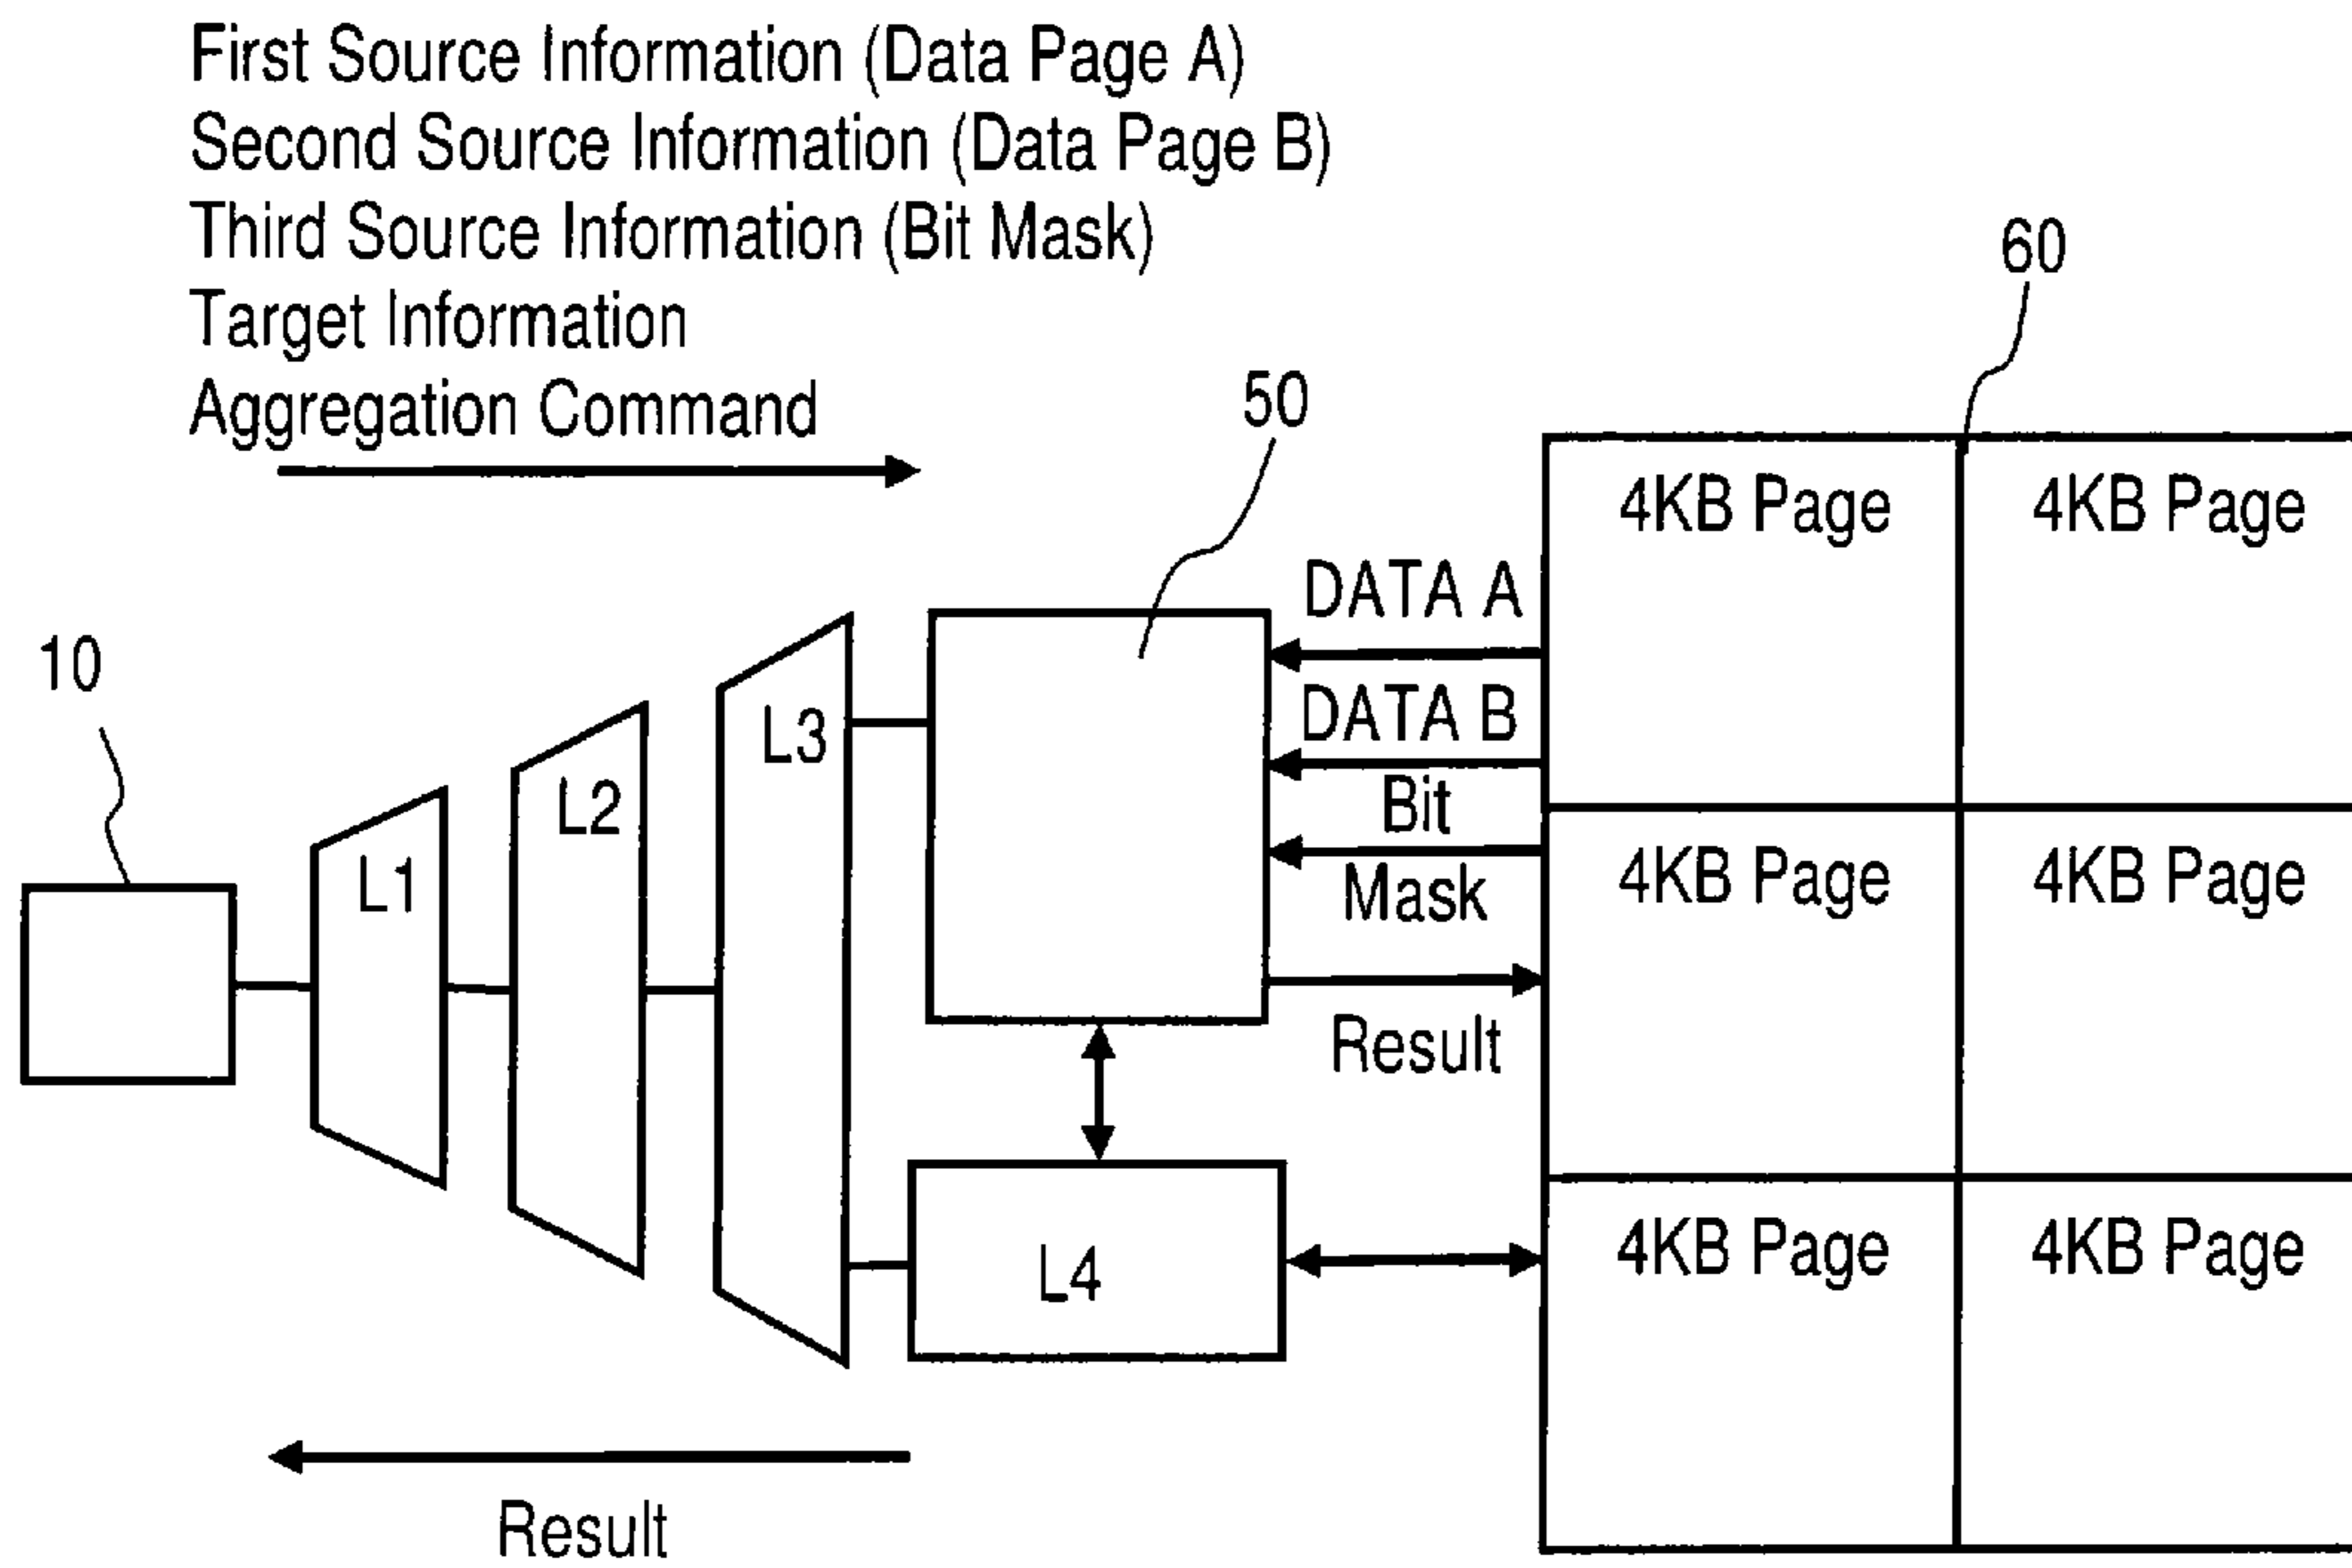 First Source Information (Data Page A)
Second Source Information (Data Page B)
Third Source Information (Bit Mask)
Target Information
Aggregation Command
60
50
10
4KB Page
4KB Page
DATA A
DATA B
Bit
Mask
Result
L1
L2
L3
L4
4KB Page
4KB Page
4KB Page
4KB Page
Result